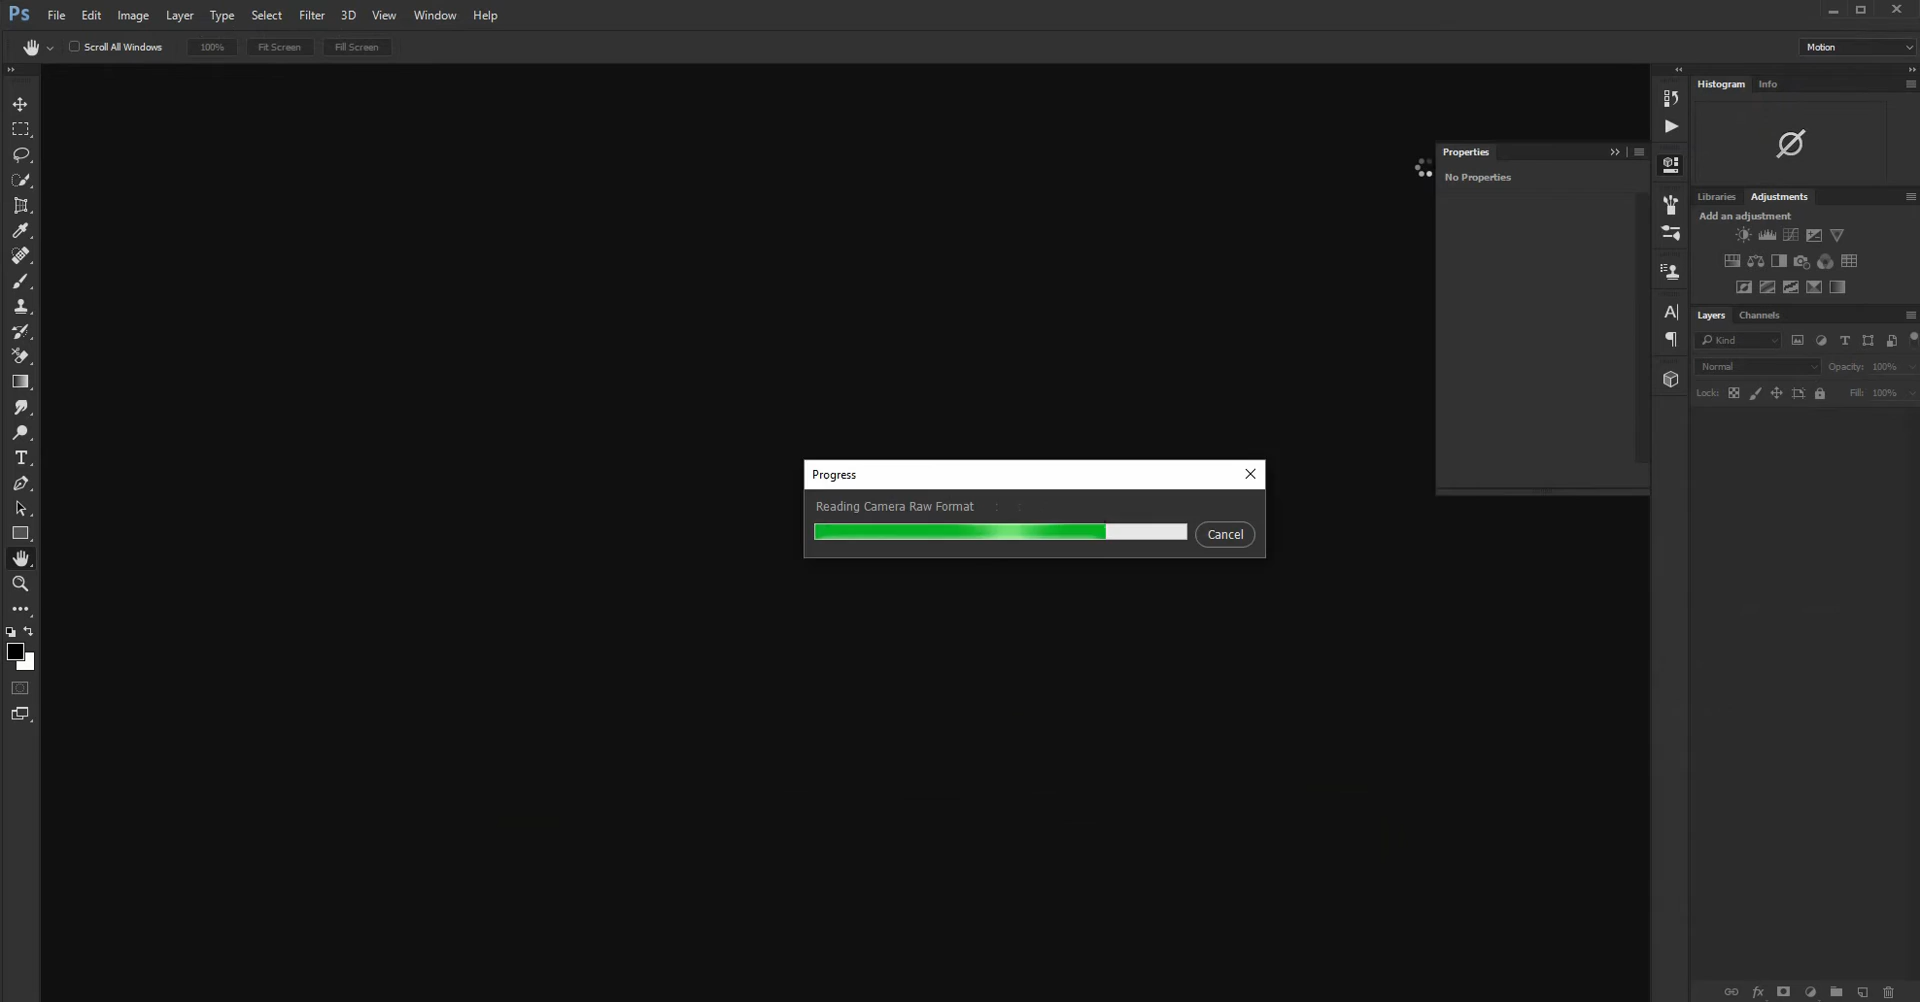 Ps File Edit Image Layer Type Select Filter 3D View Window Help
Scroll All Windows 100% Fit Screen Fill Screen Motion
Histogram Info
Properties
No Properties
Libraries Adjustments
Add an adjustment
Layers Channels
Kind
Normal Opacity: 100%
Lock: Fill: 100%
Progress
Reading Camera Raw Format : :
Cancel